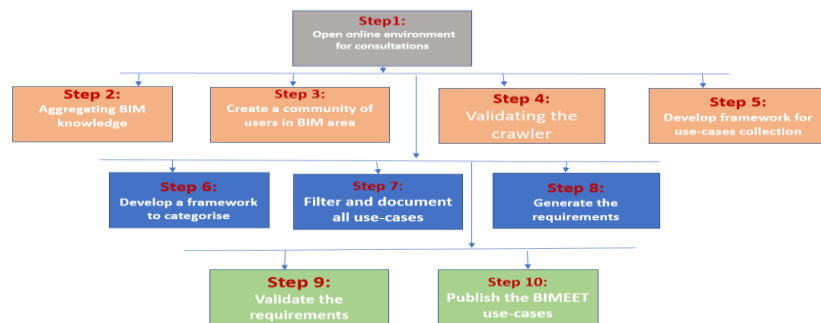 Step1:
Open online environment
for consultations
Step 2:
Aggregating BIM
knowledge
Step 3:
Create a community of
users in BIM area
Step 4:
Validating the
crawler
Step 5:
Develop framework for
use-cases collection
Step 6:
Develop a framework
to categorise
Step 7:
Filter and document
all use-cases
Step 8:
Generate the
requirements
Step 9:
Validate the
requirements
Step 10:
Publish the BIMEET
use-cases